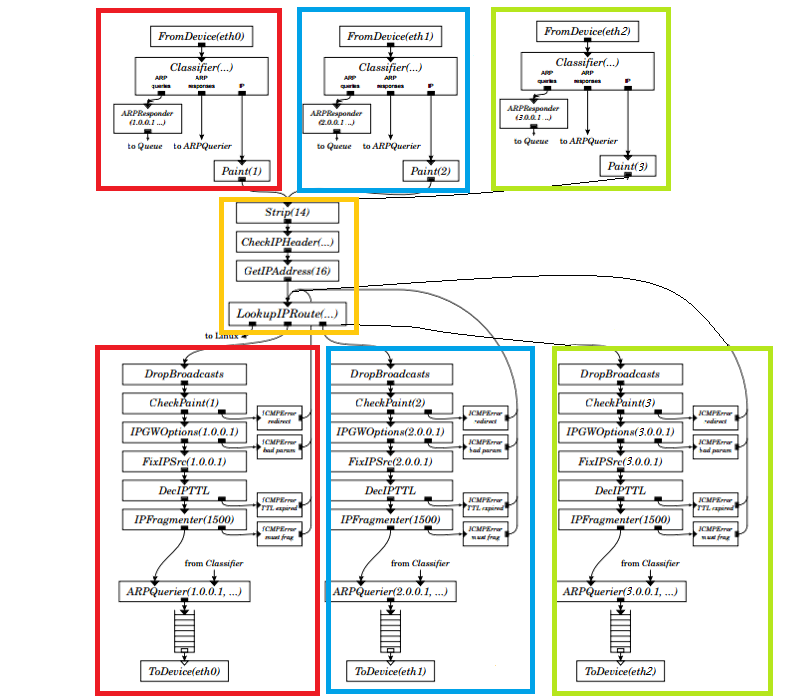 FromDevice(eth0)
Classifier(...)
ARP
queries
ARP
responses
IP
ARPResponder
(1.0.0.1 ...)
to Queue
to ARPQuerier
Paint(1)
FromDevice(eth1)
Classifier(...)
ARP
queries
ARP
responses
IP
ARPResponder
(2.0.0.1 ..)
to Queue
to ARPQuerier
Paint(2)
FromDevice(eth2)
Classifier(...)
ARP
queries
ARP
responses
IP
ARPResponder
(3.0.0.1 ..)
to Queue
to ARPQuerier
Paint(3)
Strip(14)
CheckIPHeader(...)
GetIPAddress(16)
LookupIPRoute(...)
to Linux
DropBroadcasts
CheckPaint(1)
ICMPError
redirect
IPGWOptions(1.0.0.1)
ICMPError
bad param
FixIPSrc(1.0.0.1)
DecIPTTL
ICMPError
TTL expired
IPFragmenter(1500)
ICMPError
must frag
from Classifier
ARPQuerier(1.0.0.1, ...)
ToDevice(eth0)
DropBroadcasts
CheckPaint(2)
ICMPError
redirect
IPGWOptions(2.0.0.1)
ICMPError
bad param
FixIPSrc(2.0.0.1)
DecIPTTL
ICMPError
TTL expired
IPFragmenter(1500)
ICMPError
must frag
from Classifier
ARPQuerier(2.0.0.1, ...)
ToDevice(eth1)
DropBroadcasts
CheckPaint(3)
ICMPError
redirect
IPGWOptions(3.0.0.1)
ICMPError
bad param
FixIPSrc(3.0.0.1)
DecIPTTL
ICMPError
TTL expired
IPFragmenter(1500)
ICMPError
must frag
from Classifier
ARPQuerier(3.0.0.1, ...)
ToDevice(eth2)